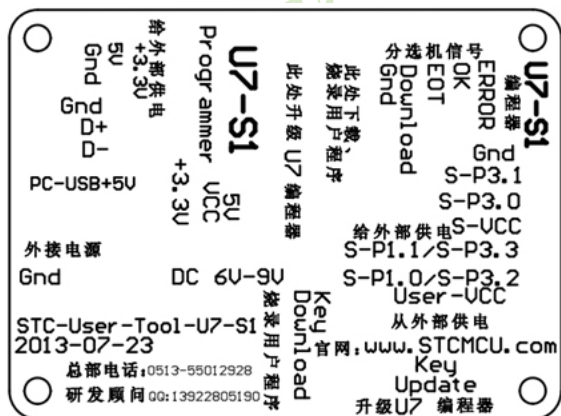 给外部供电
+3.3V
5V
Gnd
Gnd
D+
D-
PC-USB+5V
外接电源
Gnd
DC 6V-9V
U7-S1
Programmer
5V
VCC
+3.3V
此处升级 U7 编程器
此处下载、
烧录用户程序
分选机信号
ERROR
OK
EOT
Download
Gnd
U7-S1
编程器
Gnd
S-P3.1
S-P3.0
S-VCC
给外部供电
S-P1.1/S-P3.3
S-P1.0/S-P3.2
User-VCC
从外部供电
Key
Download
烧录用户程序
STC-User-Tool-U7-S1
2013-07-23
总部电话:0513-55012928
研发顾问QQ:13922805190
官网:www.STCMCU.com
Key
Update
升级U7 编程器